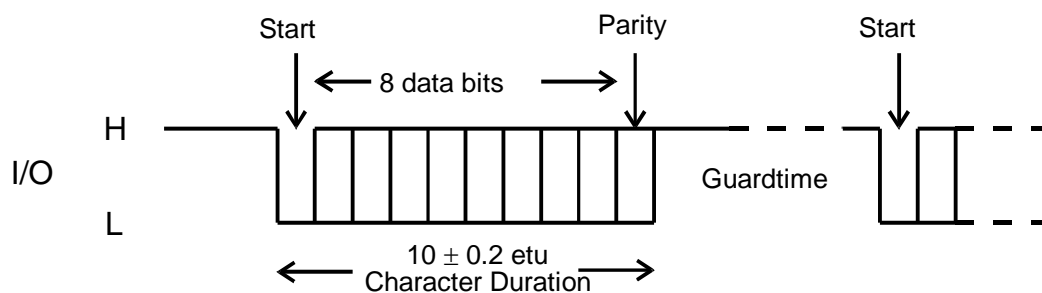 Start
Parity
Start
8 data bits
H
I/O
Guardtime
L
10 ± 0.2 etu
Character Duration